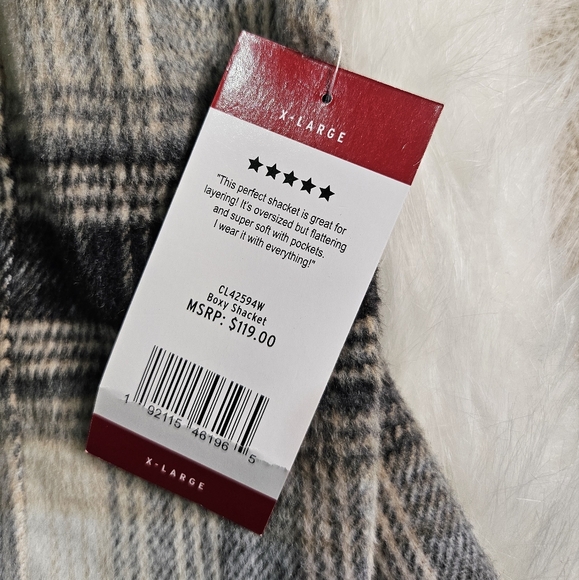 X-LARGE
★★★★★
"This perfect shacket is great for
layering! It's oversized but flattering
and super soft with pockets.
I wear it with everything!"
CL42594W
Boxy Shacket
MSRP: $119.00
1 92115 46196 5
X-LARGE